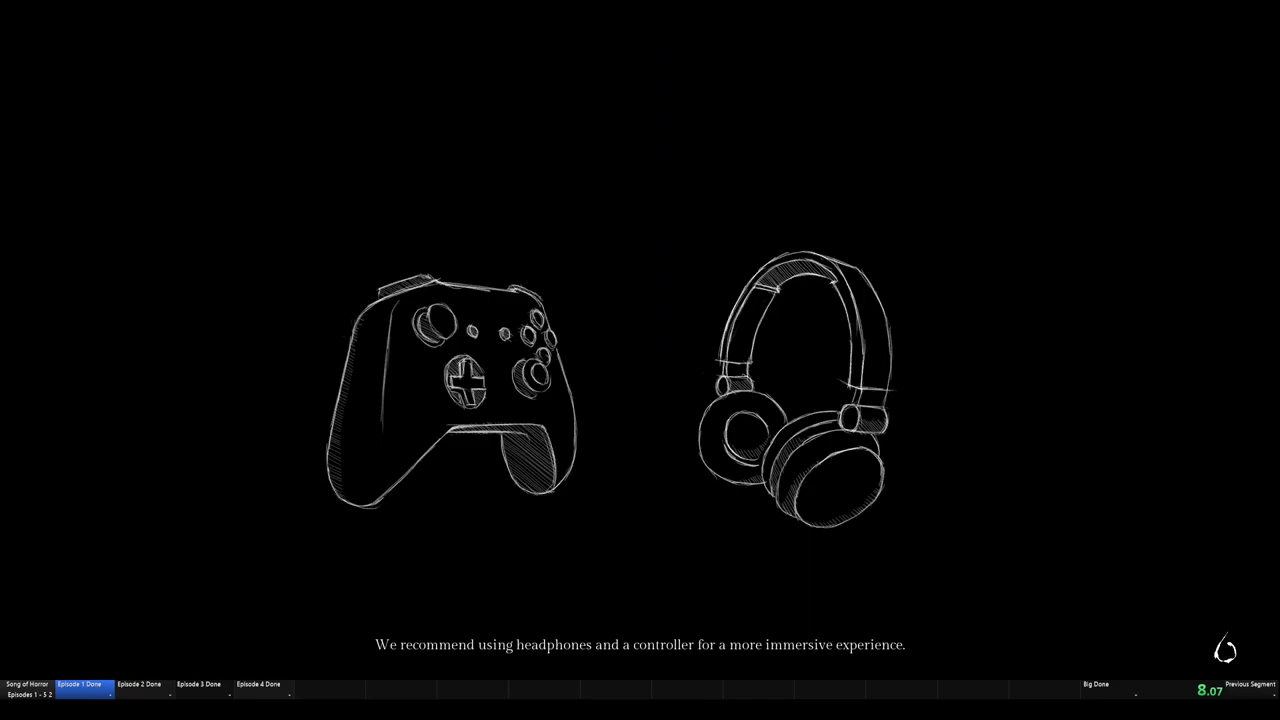 We recommend using headphones and a controller for a more immersive experience.
Song of Horror
Episodes 1 - 5 2
Episode 1 Done
-
Episode 2 Done
-
Episode 3 Done
-
Episode 4 Done
-
Big Done
-
8.07
Previous Segment
-